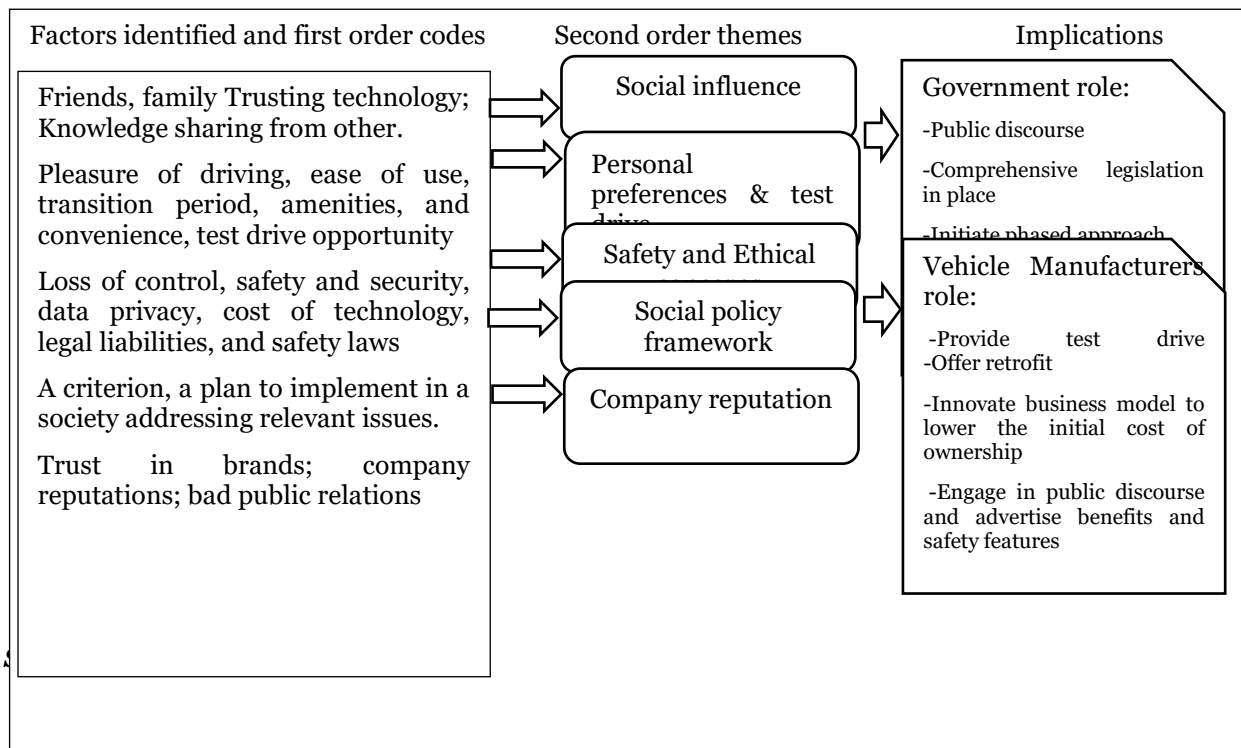 Factors identified and first order codes
Second order themes
Implications
Friends, family Trusting technology;
Knowledge sharing from other.
Pleasure of driving, ease of use,
transition period, amenities, and
convenience, test drive opportunity
Loss of control, safety and security,
data privacy, cost of technology,
legal liabilities, and safety laws
A criterion, a plan to implement in a
society addressing relevant issues.
Trust in brands; company
reputations; bad public relations
Social influence
Personal
preferences & test
drive
Safety and Ethical
Social policy
framework
Company reputation
Government role:
-Public discourse
-Comprehensive legislation
in place
-Initiate phased approach
Vehicle Manufacturers
role:
-Provide test drive
-Offer retrofit
-Innovate business model to
lower the initial cost of
ownership
-Engage in public discourse
and advertise benefits and
safety features